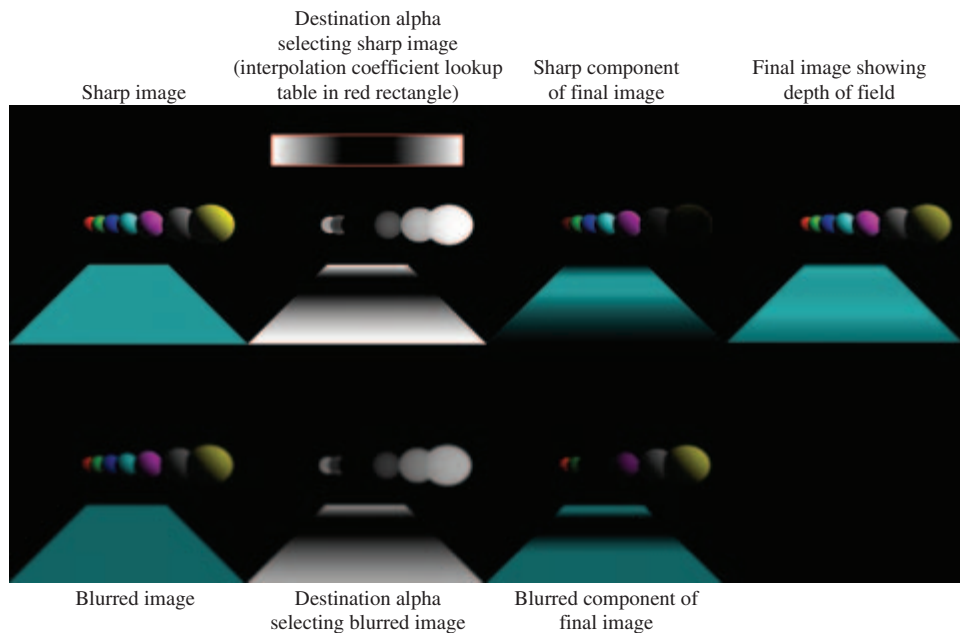 Sharp image
Destination alpha
selecting sharp image
(interpolation coefficient lookup
table in red rectangle)
Sharp component
of final image
Final image showing
depth of field
Blurred image
Destination alpha
selecting blurred image
Blurred component of
final image